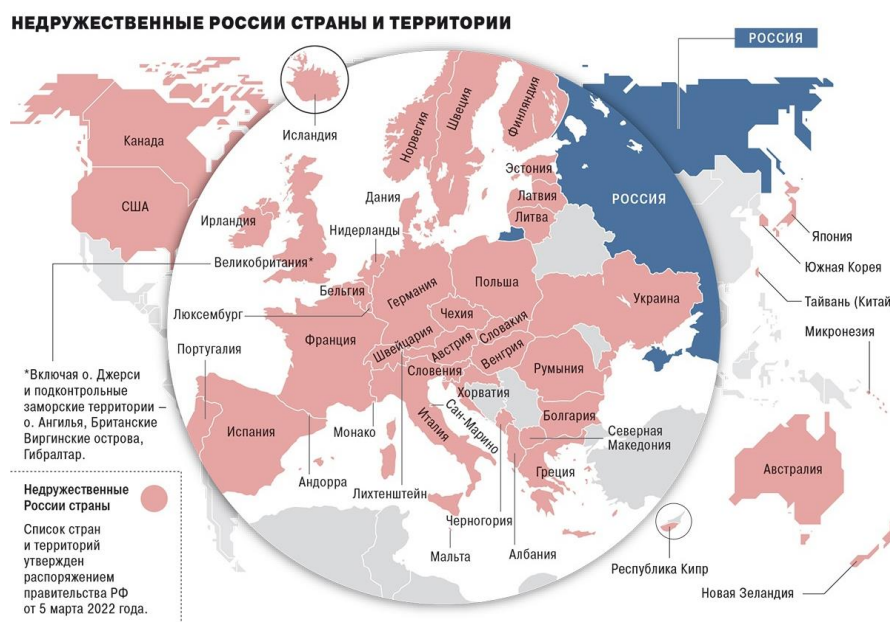 НЕДРУЖЕСТВЕННЫЕ РОССИИ СТРАНЫ И ТЕРРИТОРИИ
РОССИЯ
Исландия
Канада
США
Норвегия
Швеция
Финляндия
Эстония
Латвия
Литва
РОССИЯ
Дания
Ирландия
Нидерланды
Великобритания*
Бельгия
Германия
Польша
Украина
Люксембург
Чехия
Словакия
Франция
Швейцария
Австрия
Венгрия
Румыния
Португалия
Словения
Хорватия
Япония
Южная Корея
Тайвань (Китай
Микронезия
*Включая о. Джерси
и подконтрольные
заморские территории –
о. Ангилья, Британские
Виргинские острова,
Гибралтар.
Испания
Монако
Италия
Сан-Марино
Болгария
Северная
Македония
Греция
Андорра
Лихтенштейн
Черногория
Мальта
Албания
Республика Кипр
Австралия
Новая Зеландия
Недружественные
России страны
Список стран
и территорий
утвержден
распоряжением
правительства РФ
от 5 марта 2022 года.